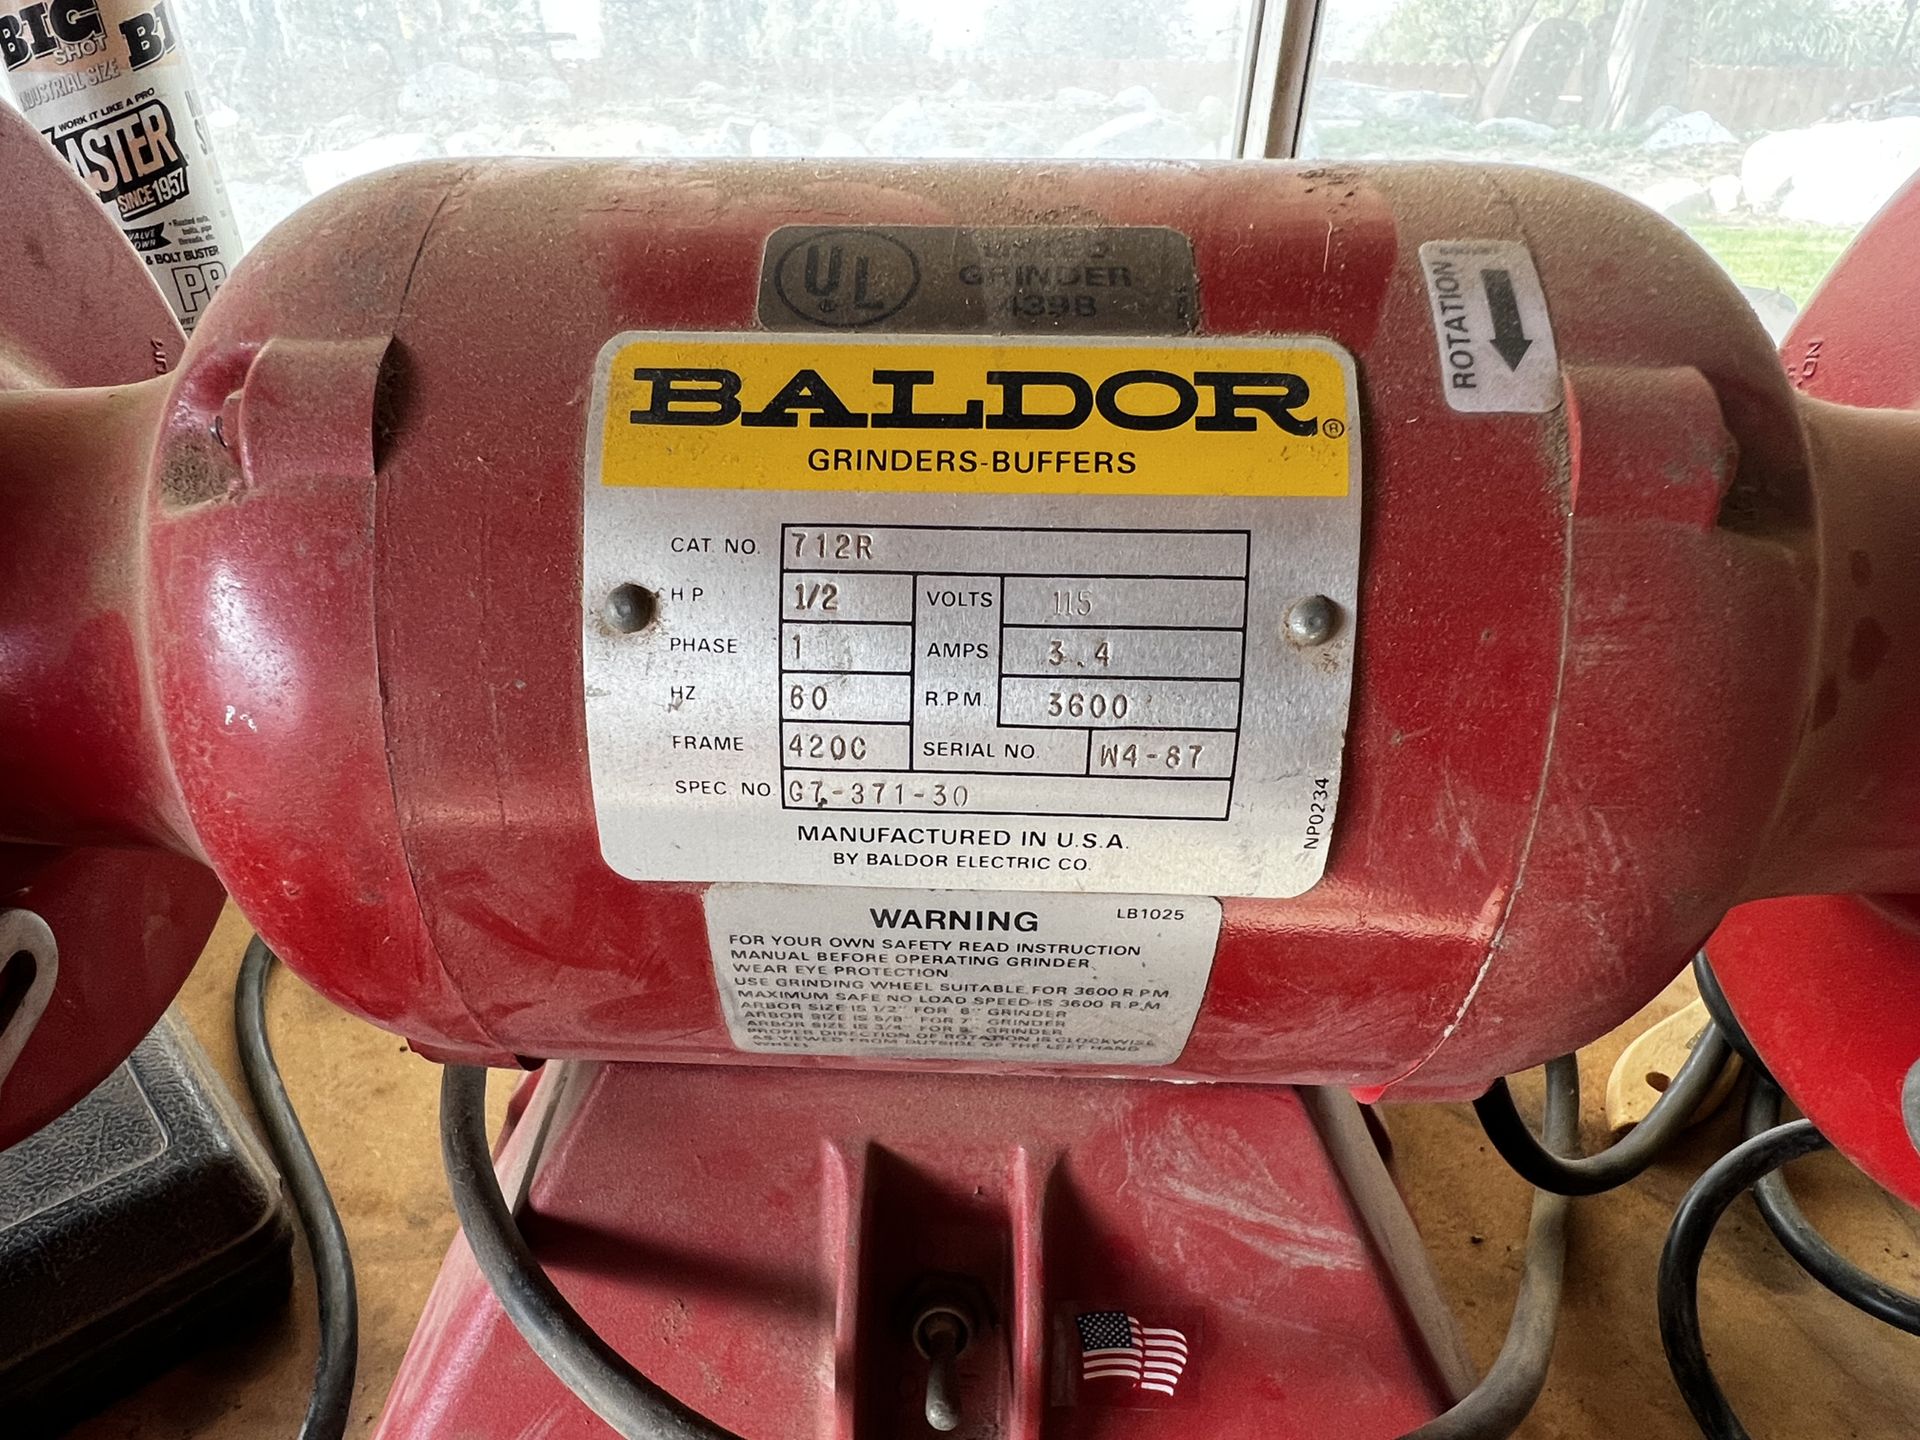 BIG BI
SHOT
INDUSTRIAL SIZE
WORK IT LIKE A PRO
ASTER
SINCE 1957
VALVE
& BOLT BUSTER
UL
GRINDER
439B
ROTATION
BALDOR®
GRINDERS-BUFFERS
CAT. NO. 712R
HP 1/2 VOLTS 115
PHASE 1 AMPS 3.4
HZ 60 R.P.M. 3600
FRAME 420C SERIAL NO. W4-87
SPEC. NO. G7-371-30
MANUFACTURED IN U.S.A.
BY BALDOR ELECTRIC CO.
NP0234
WARNING LB1025
FOR YOUR OWN SAFETY READ INSTRUCTION
MANUAL BEFORE OPERATING GRINDER
WEAR EYE PROTECTION
USE GRINDING WHEEL SUITABLE FOR 3600 R.P.M.
MAXIMUM SAFE NO LOAD SPEED IS 3600 R.P.M.
ARBOR SIZE IS 1/2" FOR 6" GRINDER
ARBOR SIZE IS 5/8" FOR 7" GRINDER
ARBOR SIZE IS 3/4" FOR 8" GRINDER
PROPER DIRECTION OF ROTATION IS CLOCKWISE
AS VIEWED FROM OUTSIDE OF THE LEFT HAND
WHEEL